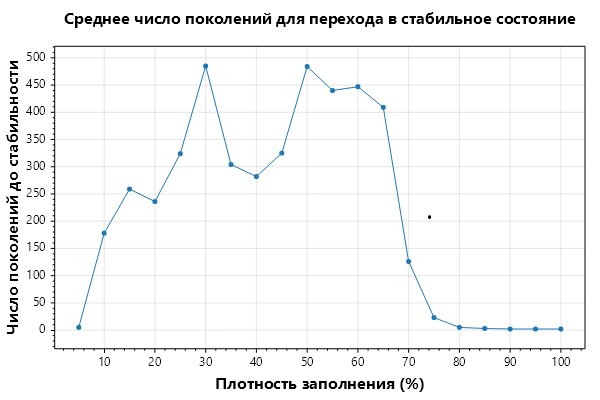 Среднее число поколений для перехода в стабильное состояние
Число поколений до стабильности
500
450
400
350
300
250
200
150
100
50
0
10 20 30 40 50 60 70 80 90 100
Плотность заполнения (%)